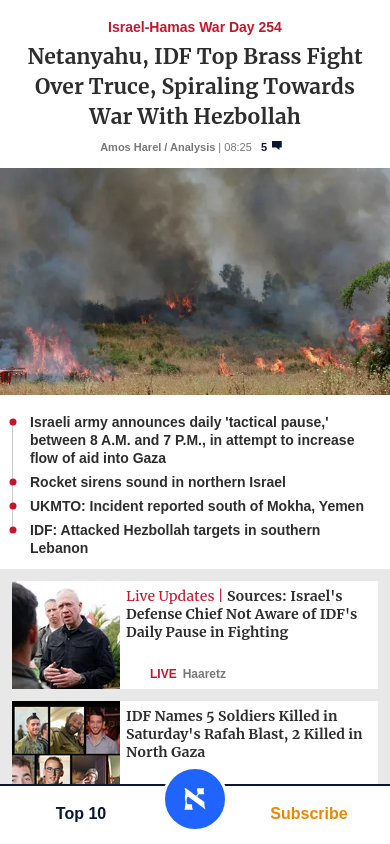 Israel-Hamas War Day 254
Netanyahu, IDF Top Brass Fight
Over Truce, Spiraling Towards
War With Hezbollah
Amos Harel / Analysis | 08:25 5
Israeli army announces daily 'tactical pause,'
between 8 A.M. and 7 P.M., in attempt to increase
flow of aid into Gaza
Rocket sirens sound in northern Israel
UKMTO: Incident reported south of Mokha, Yemen
IDF: Attacked Hezbollah targets in southern
Lebanon
Live Updates | Sources: Israel's
Defense Chief Not Aware of IDF's
Daily Pause in Fighting
LIVE Haaretz
IDF Names 5 Soldiers Killed in
Saturday's Rafah Blast, 2 Killed in
North Gaza
Top 10
א
Subscribe